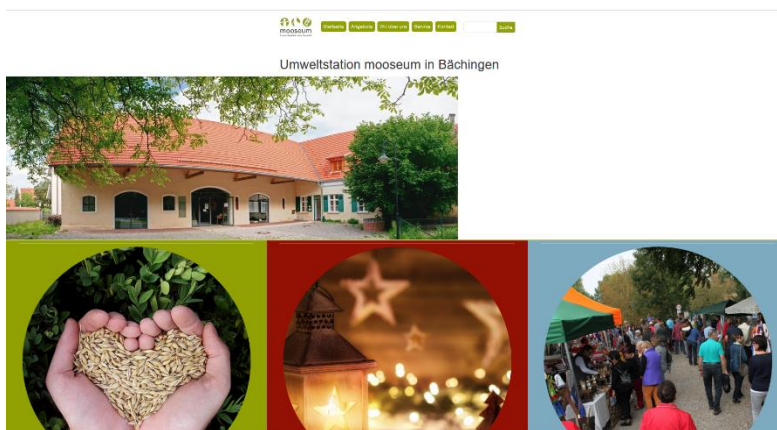 mooseum
Startseite Angebote Wir über uns Service Kontakt Suche
Umweltstation mooseum in Bächingen